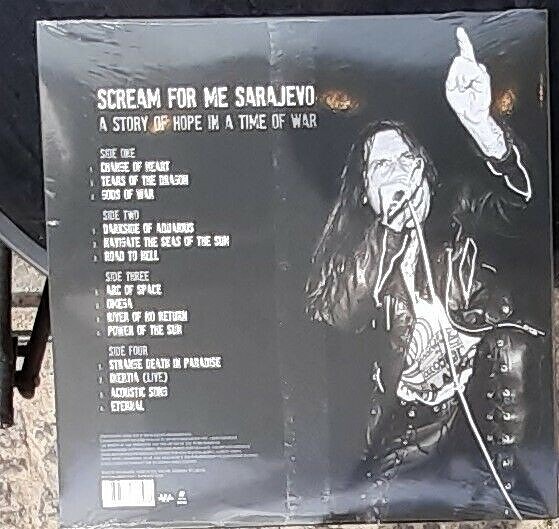 SCREAM FOR ME SARAJEVO
A STORY OF HOPE IN A TIME OF WAR
SIDE ONE
CHANGE OF HEART
TEARS OF THE DRAGON
GODS OF WAR
SIDE TWO
DARKSIDE OF AQUARIUS
NAVIGATE THE SEAS OF THE SUN
ROAD TO HELL
SIDE THREE
ARC OF SPACE
OMEGA
RIVER OF NO RETURN
POWER OF THE SUN
SIDE FOUR
STRANGE DEATH IN PARADISE
INERTIA (LIVE)
ACOUSTIC SONG
ETERNAL